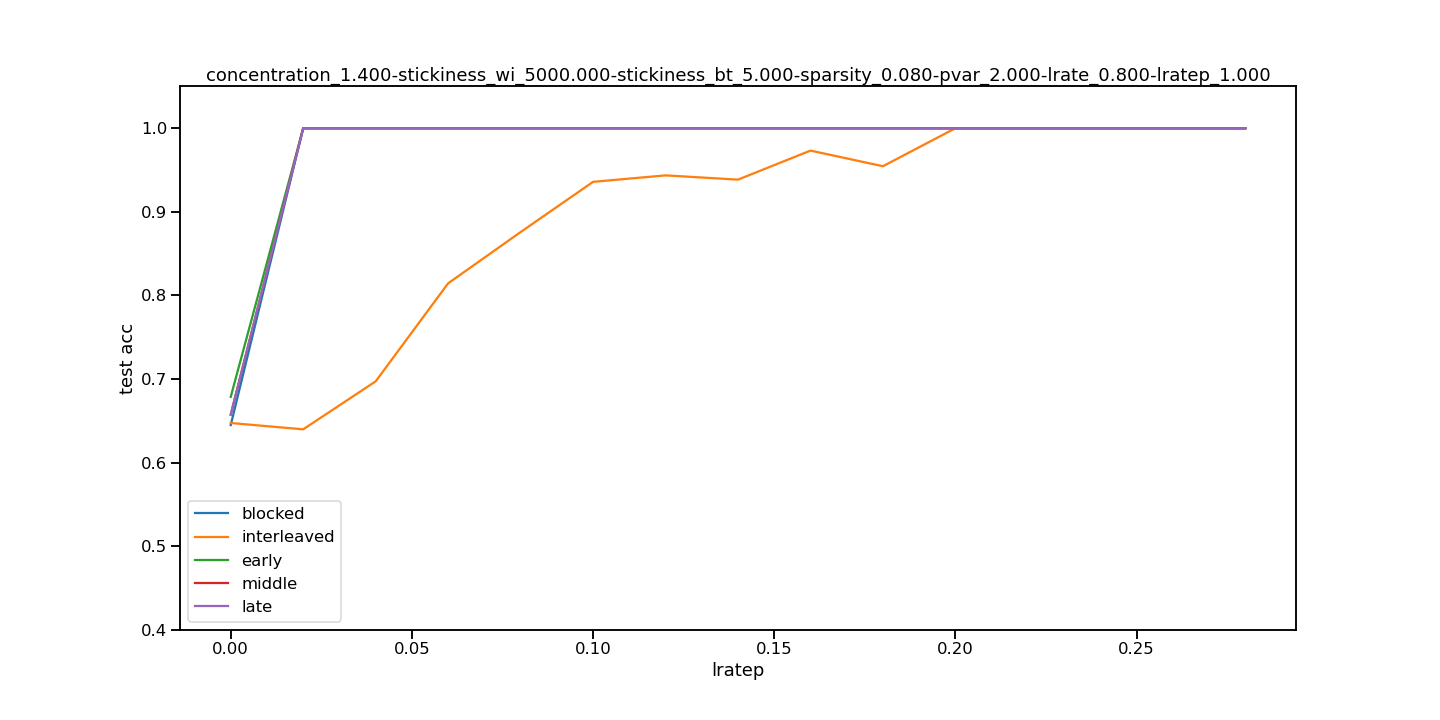 concentration_1.400-stickiness_wi_5000.000-stickiness_bt_5.000-sparsity_0.080-pvar_2.000-lrate_0.800-lratep_1.000
1.0
0.9
0.8
0.7
0.6
0.5
0.4
test acc
blocked
interleaved
early
middle
late
0.00 0.05 0.10 0.15 0.20 0.25
lratep